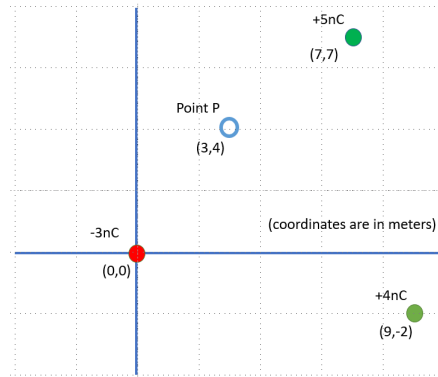 +5nC
(7,7)
Point P
(3,4)
(coordinates are in meters)
-3nC
(0,0)
+4nC
(9,-2)